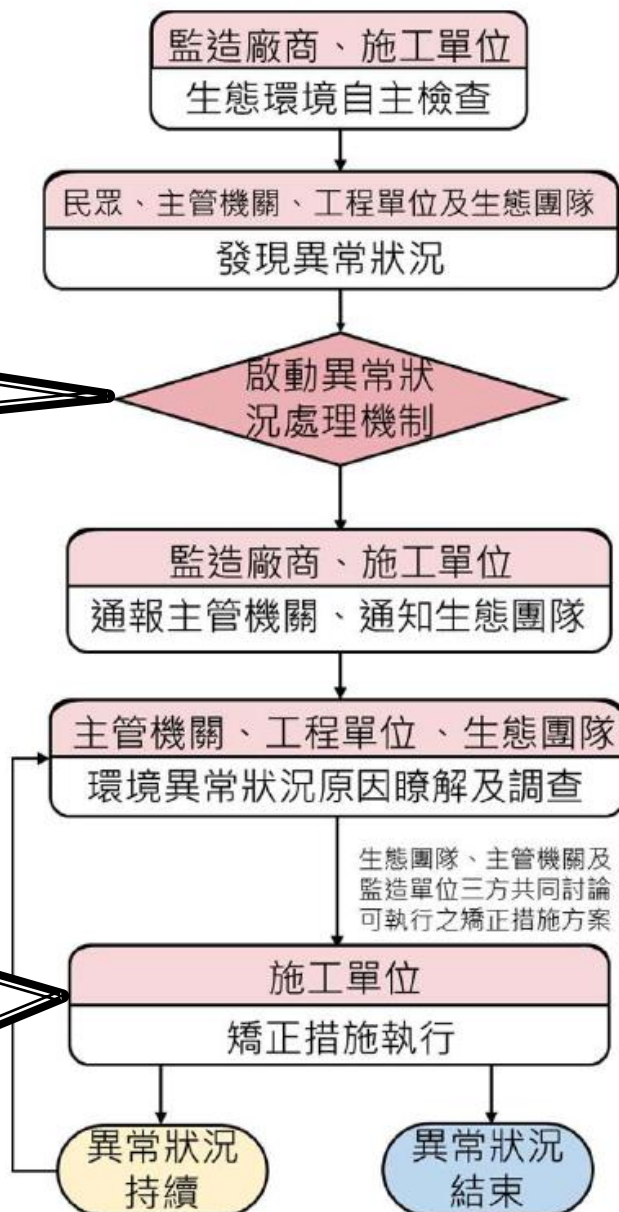 監造廠商、施工單位
生態環境自主檢查
民眾、主管機關、工程單位及生態團隊
發現異常狀況
啟動異常狀
況處理機制
監造廠商、施工單位
通報主管機關、通知生態團隊
主管機關、工程單位、生態團隊
環境異常狀況原因瞭解及調查
生態團隊、主管機關及
監造單位三方共同討論
可執行之矯正措施方案
施工單位
矯正措施執行
異常狀況
持續
異常狀況
結束